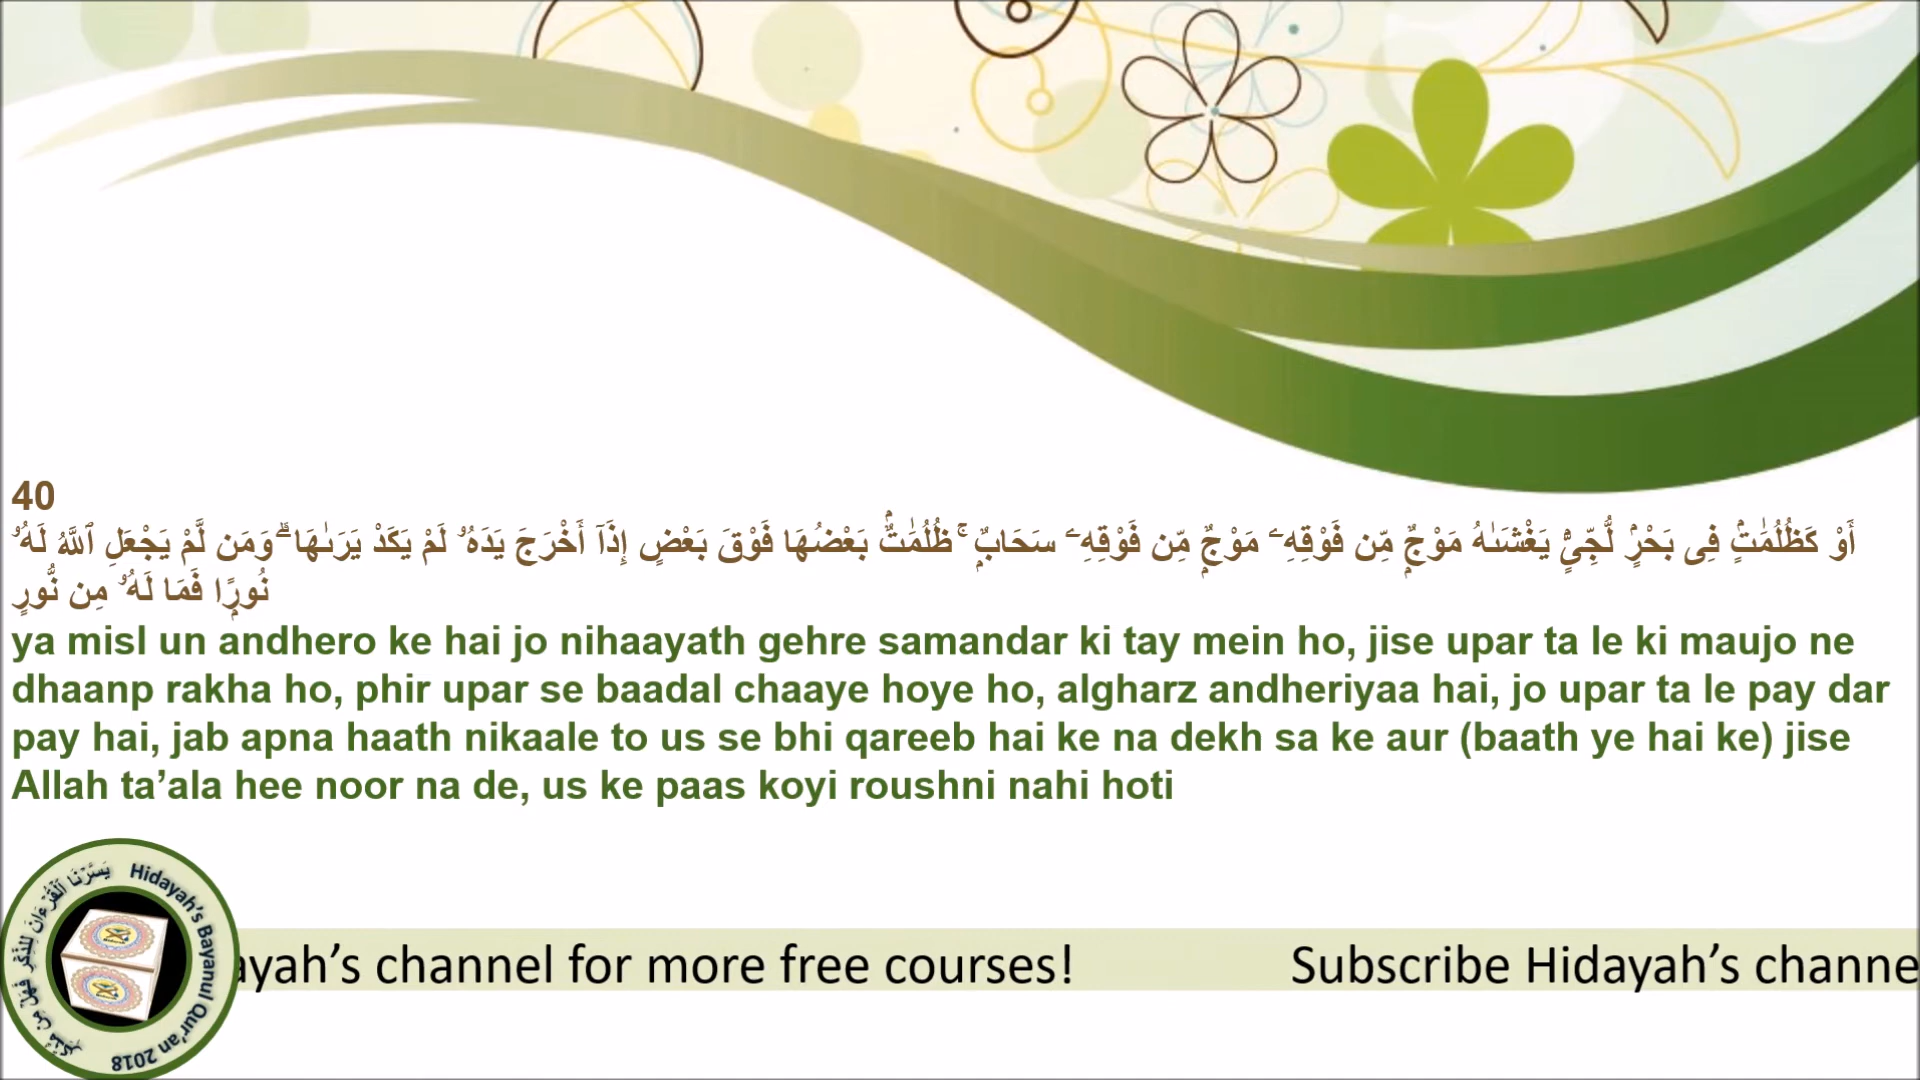 40
أَوْ كَظُلُمَٰتٍۢ فِى بَحْرٍۢ لُّجِّىٍّۢ يَغْشَىٰهُ مَوْجٌۭ مِّن فَوْقِهِۦ مَوْجٌۭ مِّن فَوْقِهِۦ سَحَابٌۭ ۚ ظُلُمَٰتٌۢ بَعْضُهَا فَوْقَ بَعْضٍ إِذَآ أَخْرَجَ يَدَهُۥ لَمْ يَكَدْ يَرَىٰهَا ۗ وَمَن لَّمْ يَجْعَلِ ٱللَّهُ لَهُۥ
نُورًۭا فَمَا لَهُۥ مِن نُّورٍ
ya misl un andhero ke hai jo nihaayath gehre samandar ki tay mein ho, jise upar ta le ki maujo ne
dhaanp rakha ho, phir upar se baadal chaaye hoye ho, algharz andheriyaa hai, jo upar ta le pay dar
pay hai, jab apna haath nikaale to us se bhi qareeb hai ke na dekh sa ke aur (baath ye hai ke) jise
Allah ta’ala hee noor na de, us ke paas koyi roushni nahi hoti
يَسَّرْنَا ٱلْقُرْءَانَ لِلذِّكْرِ فَهَلْ مِن مُّدَّكِرٍ
Hidayah’s Bayanul Qur’an 2018
ayah’s channel for more free courses! Subscribe Hidayah’s channe